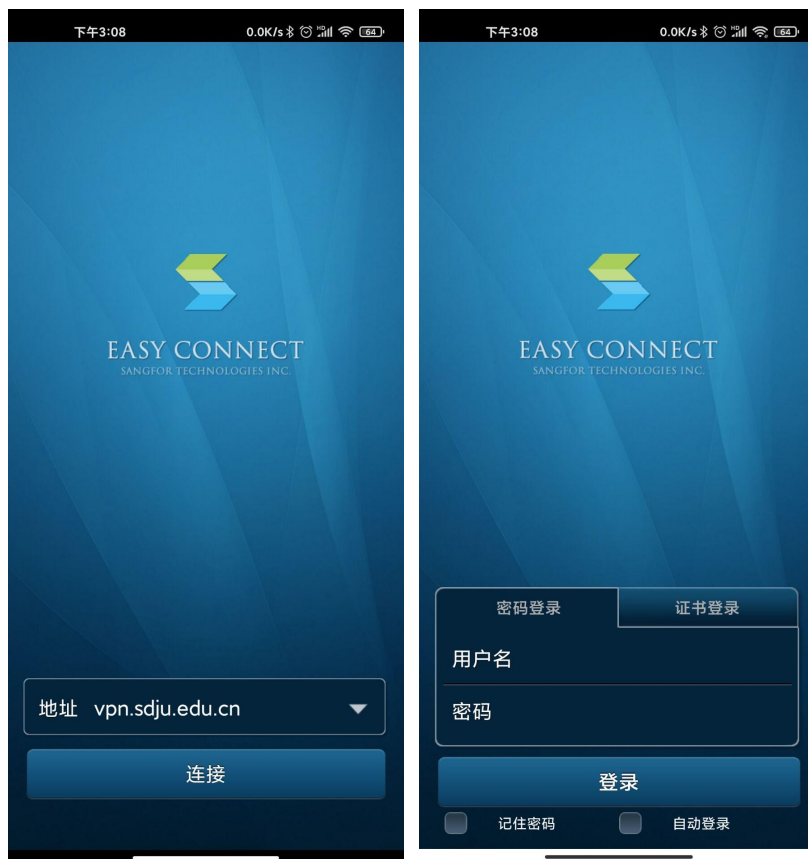 下午3:08 0.0K/s HD 64
EASY CONNECT
SANGFOR TECHNOLOGIES INC.
地址 vpn.sdju.edu.cn
连接
下午3:08 0.0K/s HD 64
EASY CONNECT
SANGFOR TECHNOLOGIES INC.
密码登录 证书登录
用户名
密码
登录
记住密码 自动登录